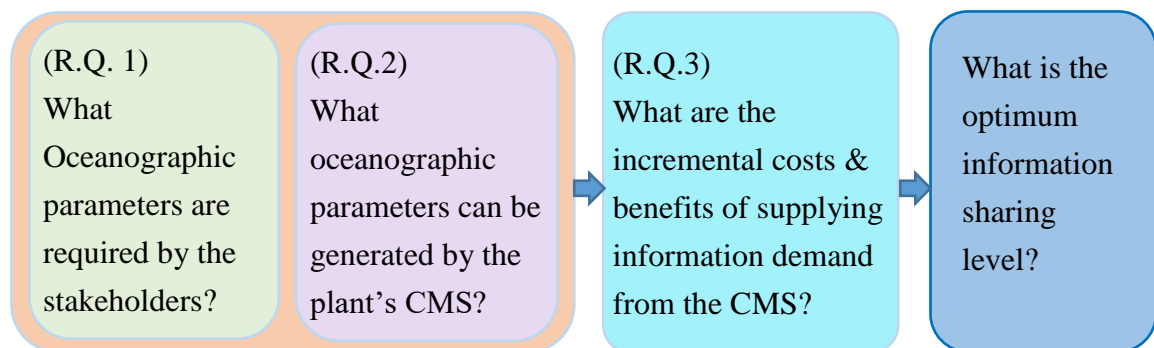 (R.Q. 1)
What
Oceanographic
parameters are
required by the
stakeholders?
(R.Q.2)
What
oceanographic
parameters can be
generated by the
plant’s CMS?
(R.Q.3)
What are the
incremental costs &
benefits of supplying
information demand
from the CMS?
What is the
optimum
information
sharing
level?